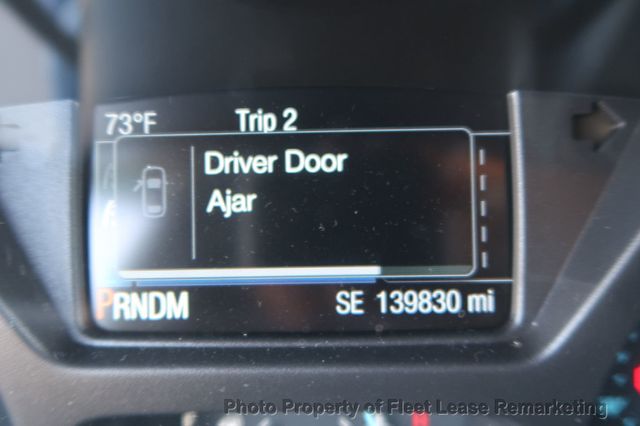 73°F Trip 2
Driver Door
Ajar
PRNDM SE 139830 mi
Photo Property of Fleet Lease Remarketing